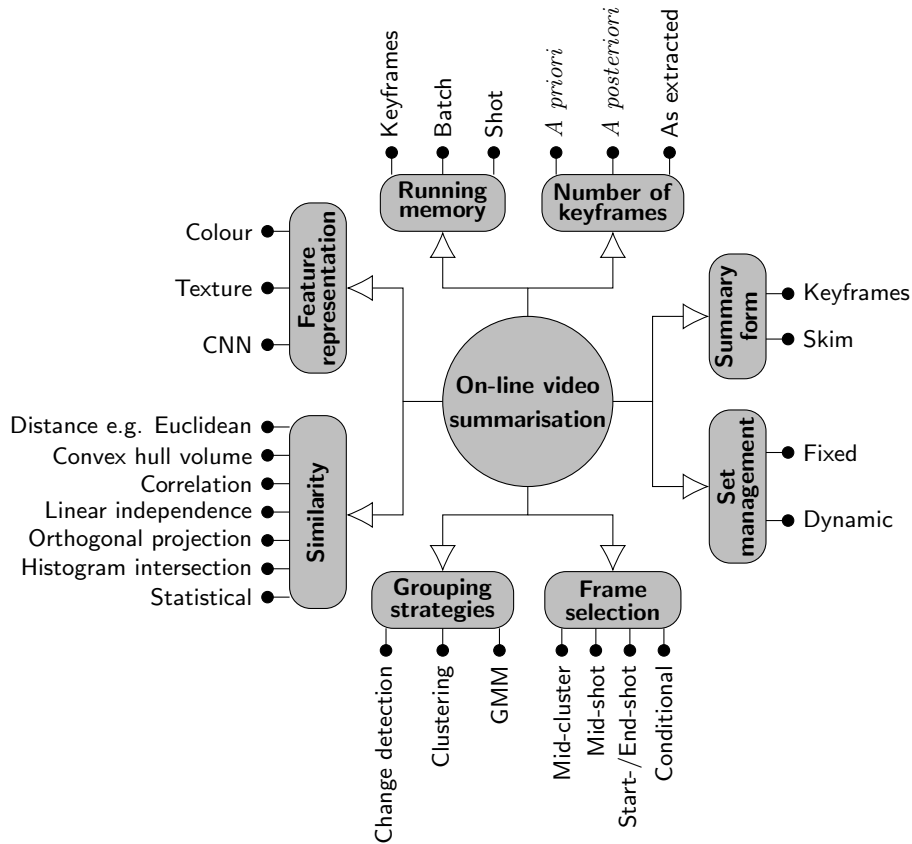 Keyframes
Batch
Shot
A priori
A posteriori
As extracted
Running
memory
Number of
keyframes
Colour
Texture
CNN
Feature
representation
Summary
form
Keyframes
Skim
On-line video
summarisation
Distance e.g. Euclidean
Convex hull volume
Correlation
Linear independence
Orthogonal projection
Histogram intersection
Statistical
Similarity
Set
management
Fixed
Dynamic
Grouping
strategies
Frame
selection
Change detection
Clustering
GMM
Mid-cluster
Mid-shot
Start-/End-shot
Conditional